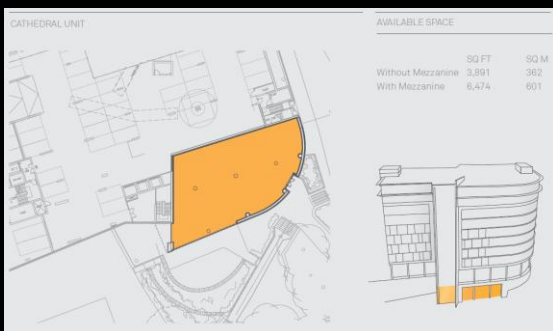 CATHEDRAL UNIT
AVAILABLE SPACE
SQ FT SQ M
Without Mezzanine 3,891 362
With Mezzanine 6,474 601